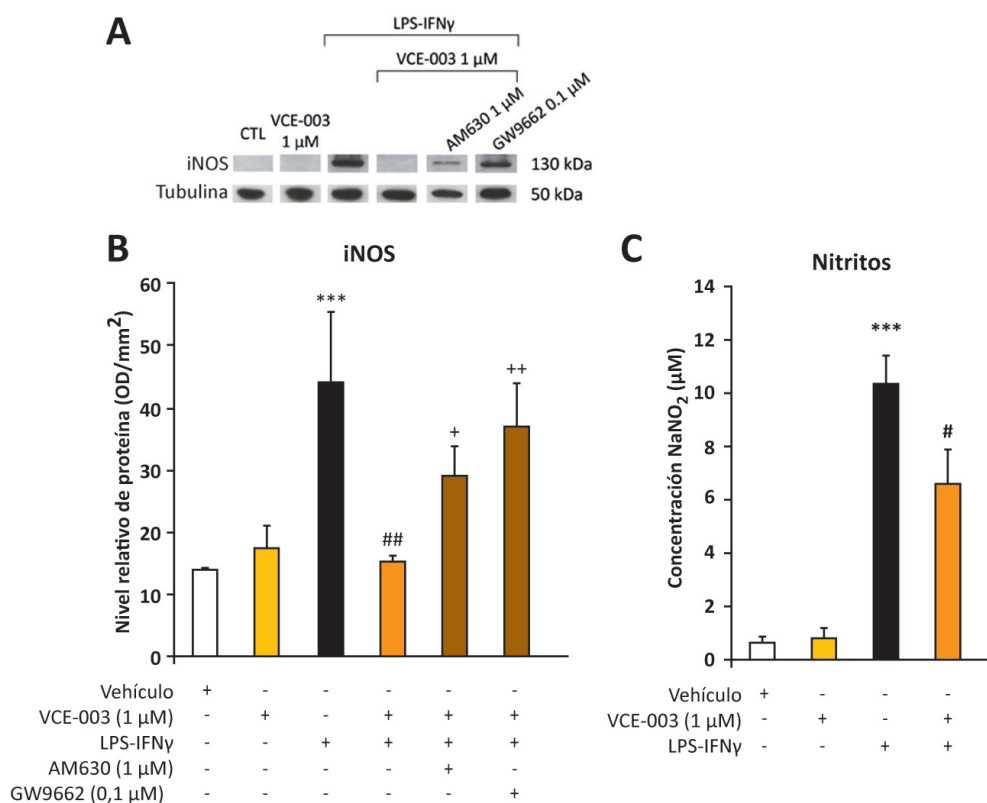 A
LPS-IFNγ
VCE-003 1 µM
CTL
VCE-003
1 µM
AM630 1 µM
GW9662 0.1 µM
iNOS
130 kDa
Tubulina
50 kDa
B
iNOS
Nivel relativo de proteína (OD/mm²)
60
50
40
30
20
10
0
***
##
+
++
Vehículo + - - - - -
VCE-003 (1 µM) - + - + + +
LPS-IFNγ - - + + + +
AM630 (1 µM) - - - - + -
GW9662 (0,1 µM) - - - - - +
C
Nitritos
Concentración NaNO₂ (µM)
14
12
10
8
6
4
2
0
***
#
Vehículo + - - -
VCE-003 (1 µM) - + - +
LPS-IFNγ - - + +